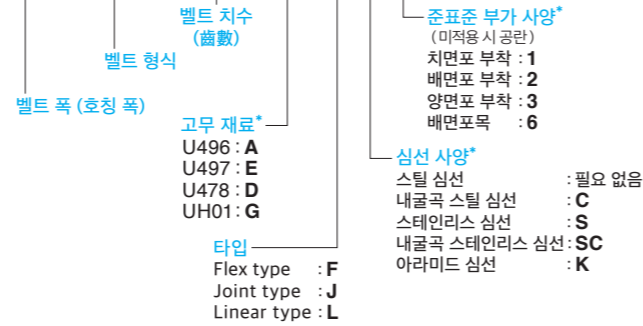 벨트 폭 (호칭 폭)
벨트 형식
벨트 치수
(齒數)
고무 재료*
U496 : A
U497 : E
U478 : D
UH01 : G
타입
Flex type : F
Joint type : J
Linear type : L
심선 사양*
스틸 심선 : 필요 없음
내굴곡 스틸 심선 : C
스테인리스 심선 : S
내굴곡 스테인리스 심선 : SC
아라미드 심선 : K
준표준 부가 사양*
(미적용 시 공란)
치면포 부착 : 1
배면포 부착 : 2
양면포 부착 : 3
배면포목 : 6